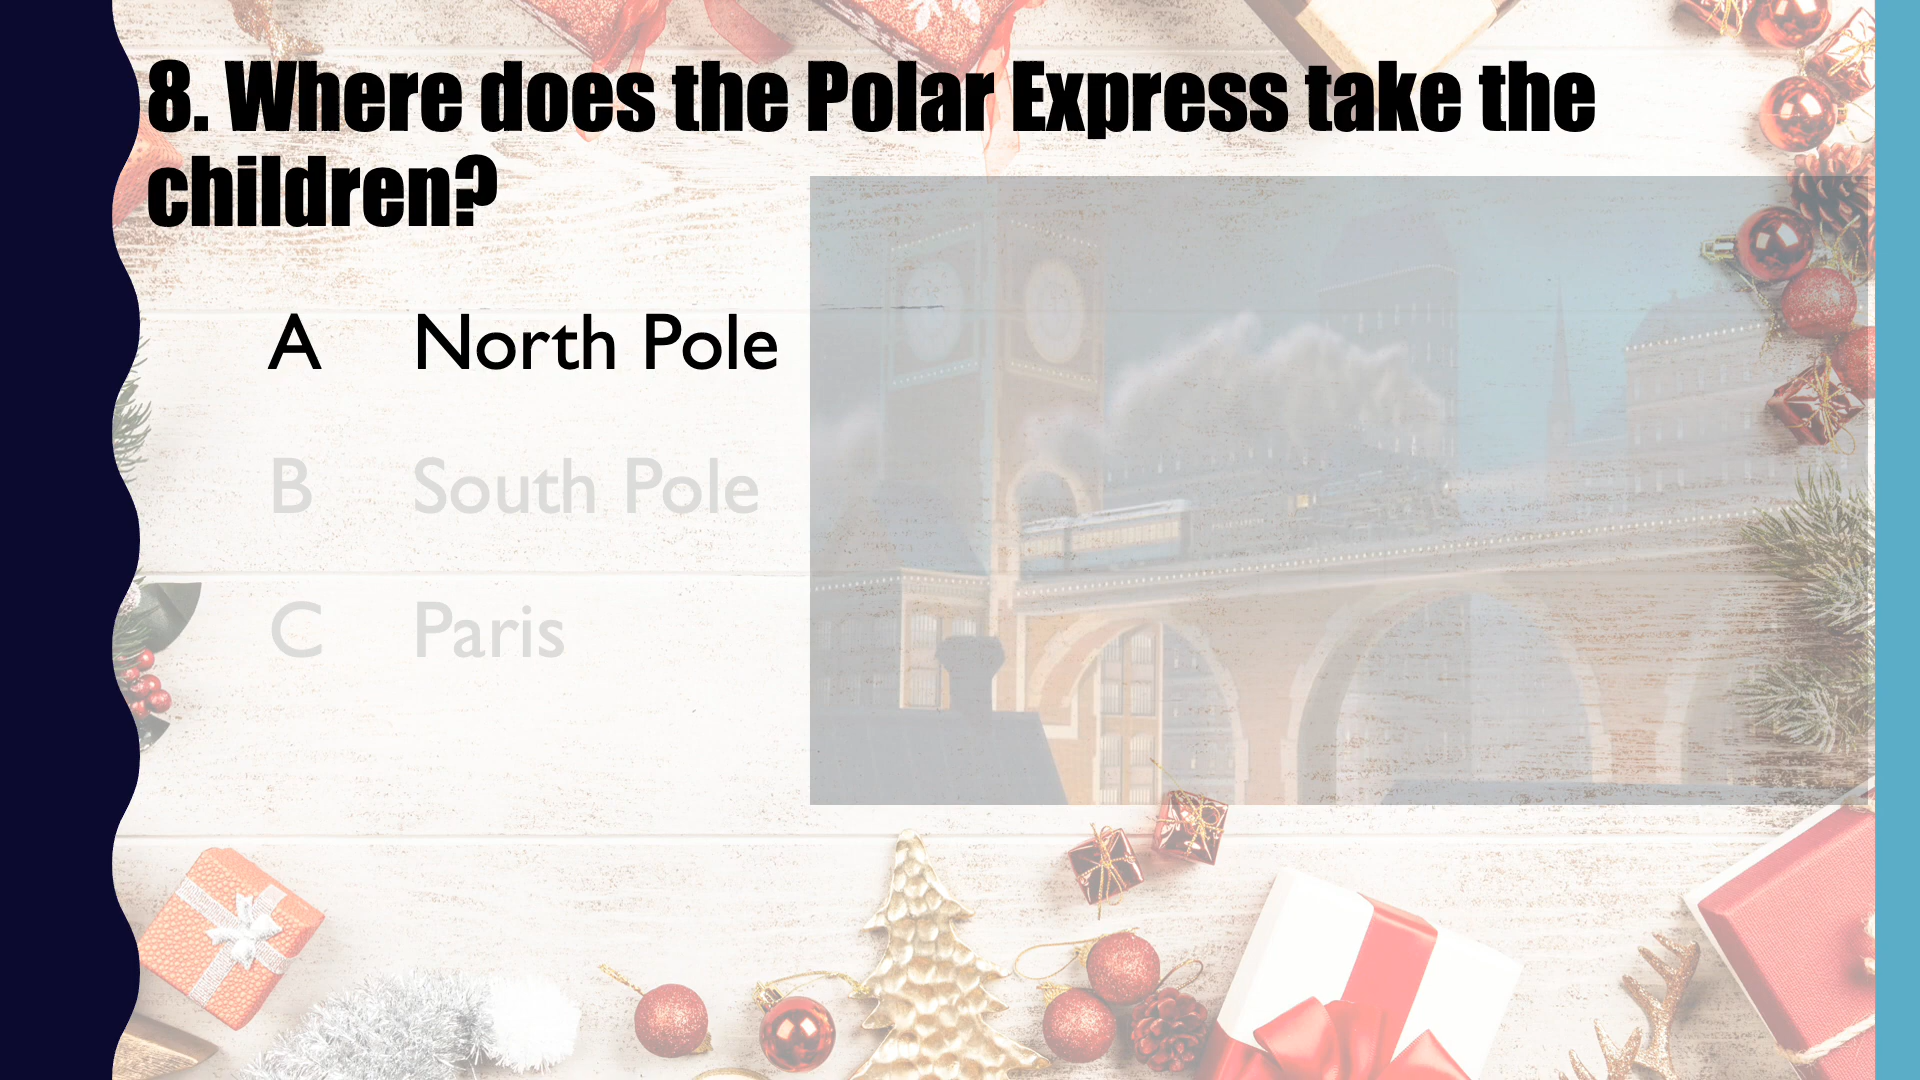 8. Where does the Polar Express take the
children?
A North Pole
B South Pole
C Paris